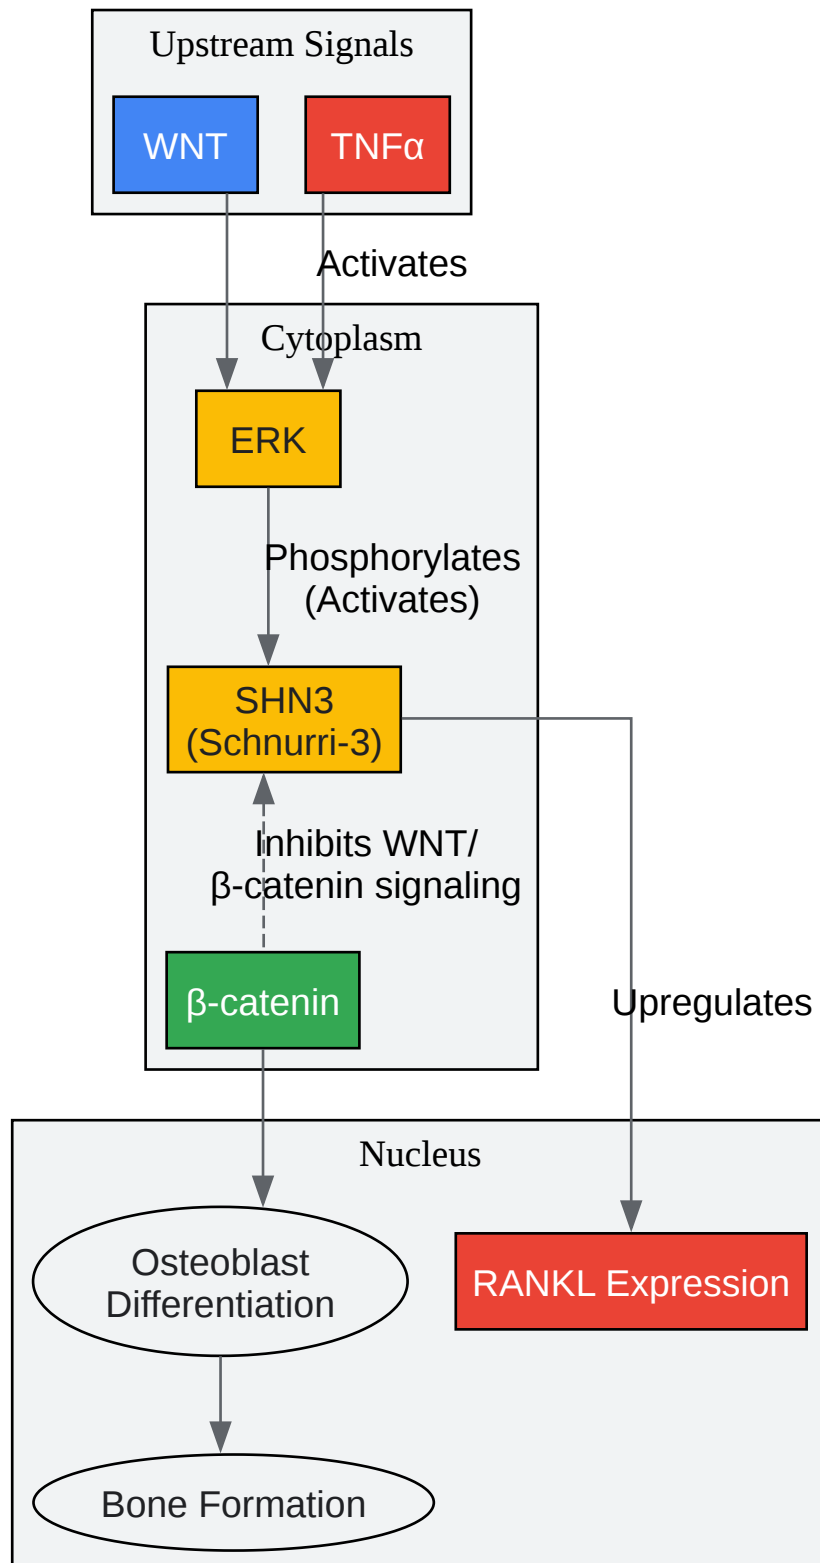 Upstream Signals
WNT
TNFα
Activates
Cytoplasm
ERK
Phosphorylates
(Activates)
SHN3
(Schnurri-3)
Inhibits WNT/
β-catenin signaling
β-catenin
Upregulates
Nucleus
Osteoblast
Differentiation
RANKL Expression
Bone Formation